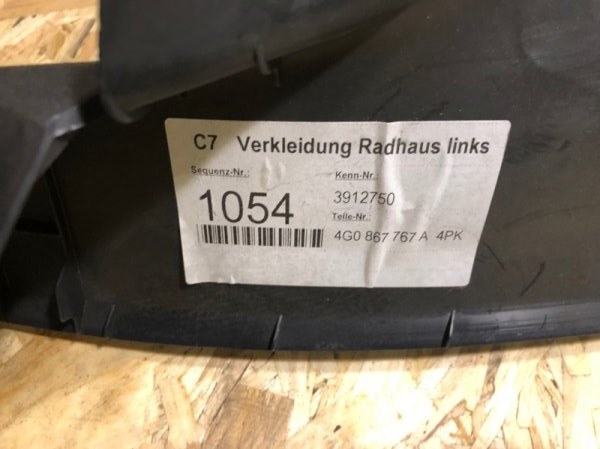 C7 Verkleidung Radhaus links
Sequenz-Nr.: Kenn-Nr.:
1054 3912750
Teile-Nr.:
4G0 867 767 A 4PK